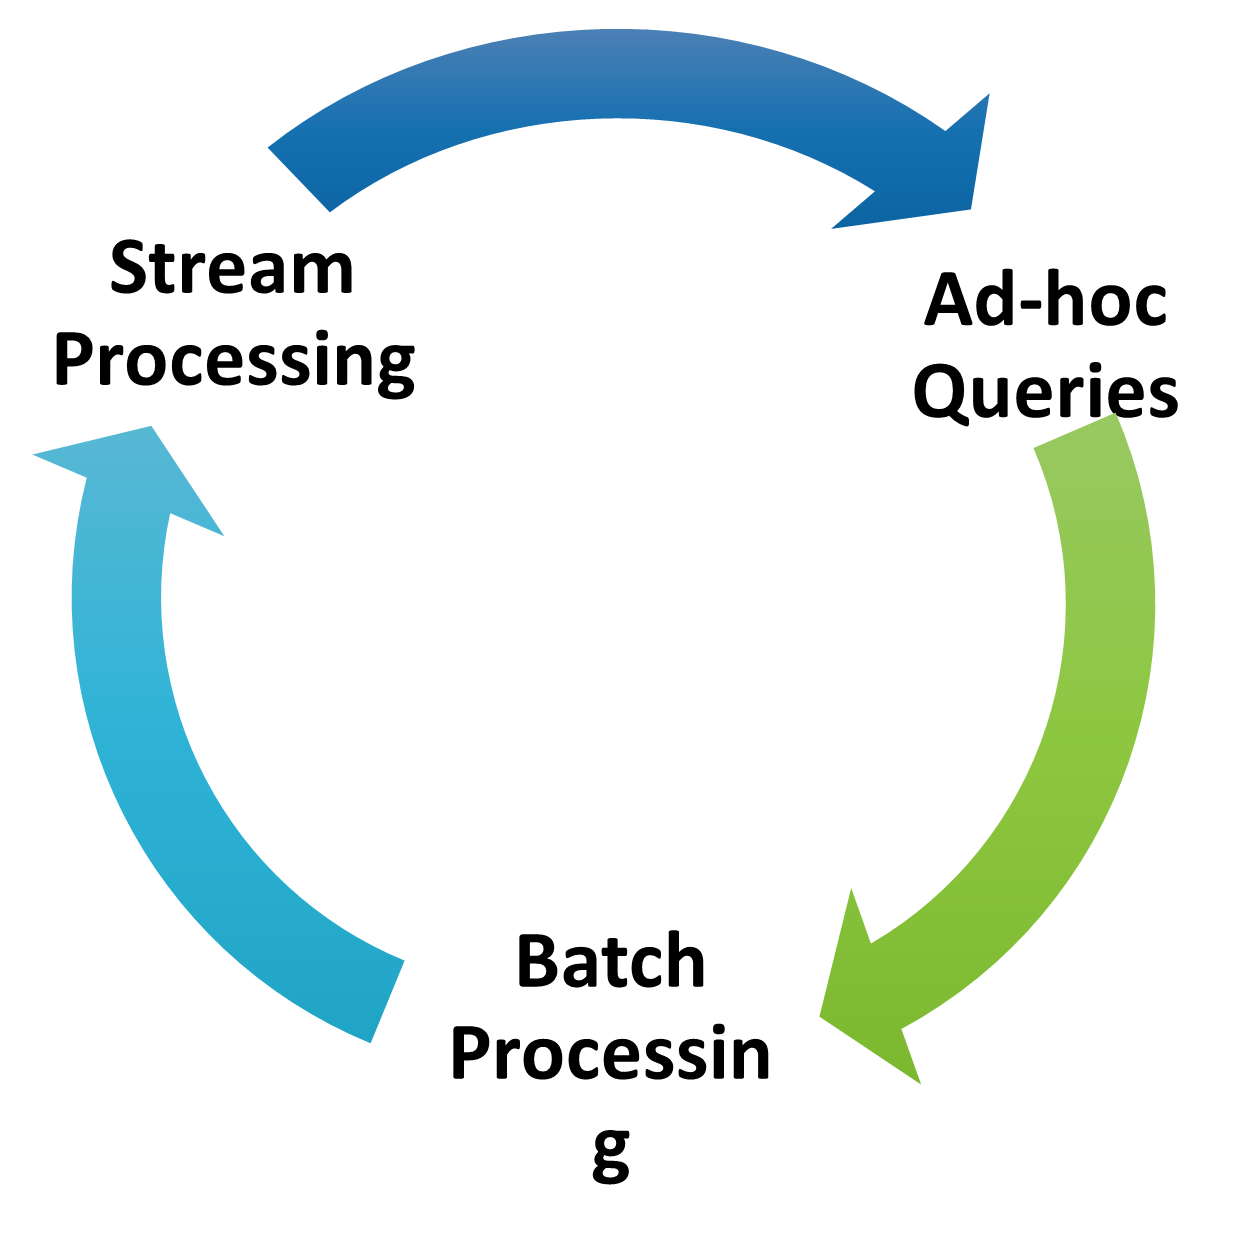 Stream
Processing
Ad-hoc
Queries
Batch
Processin
g